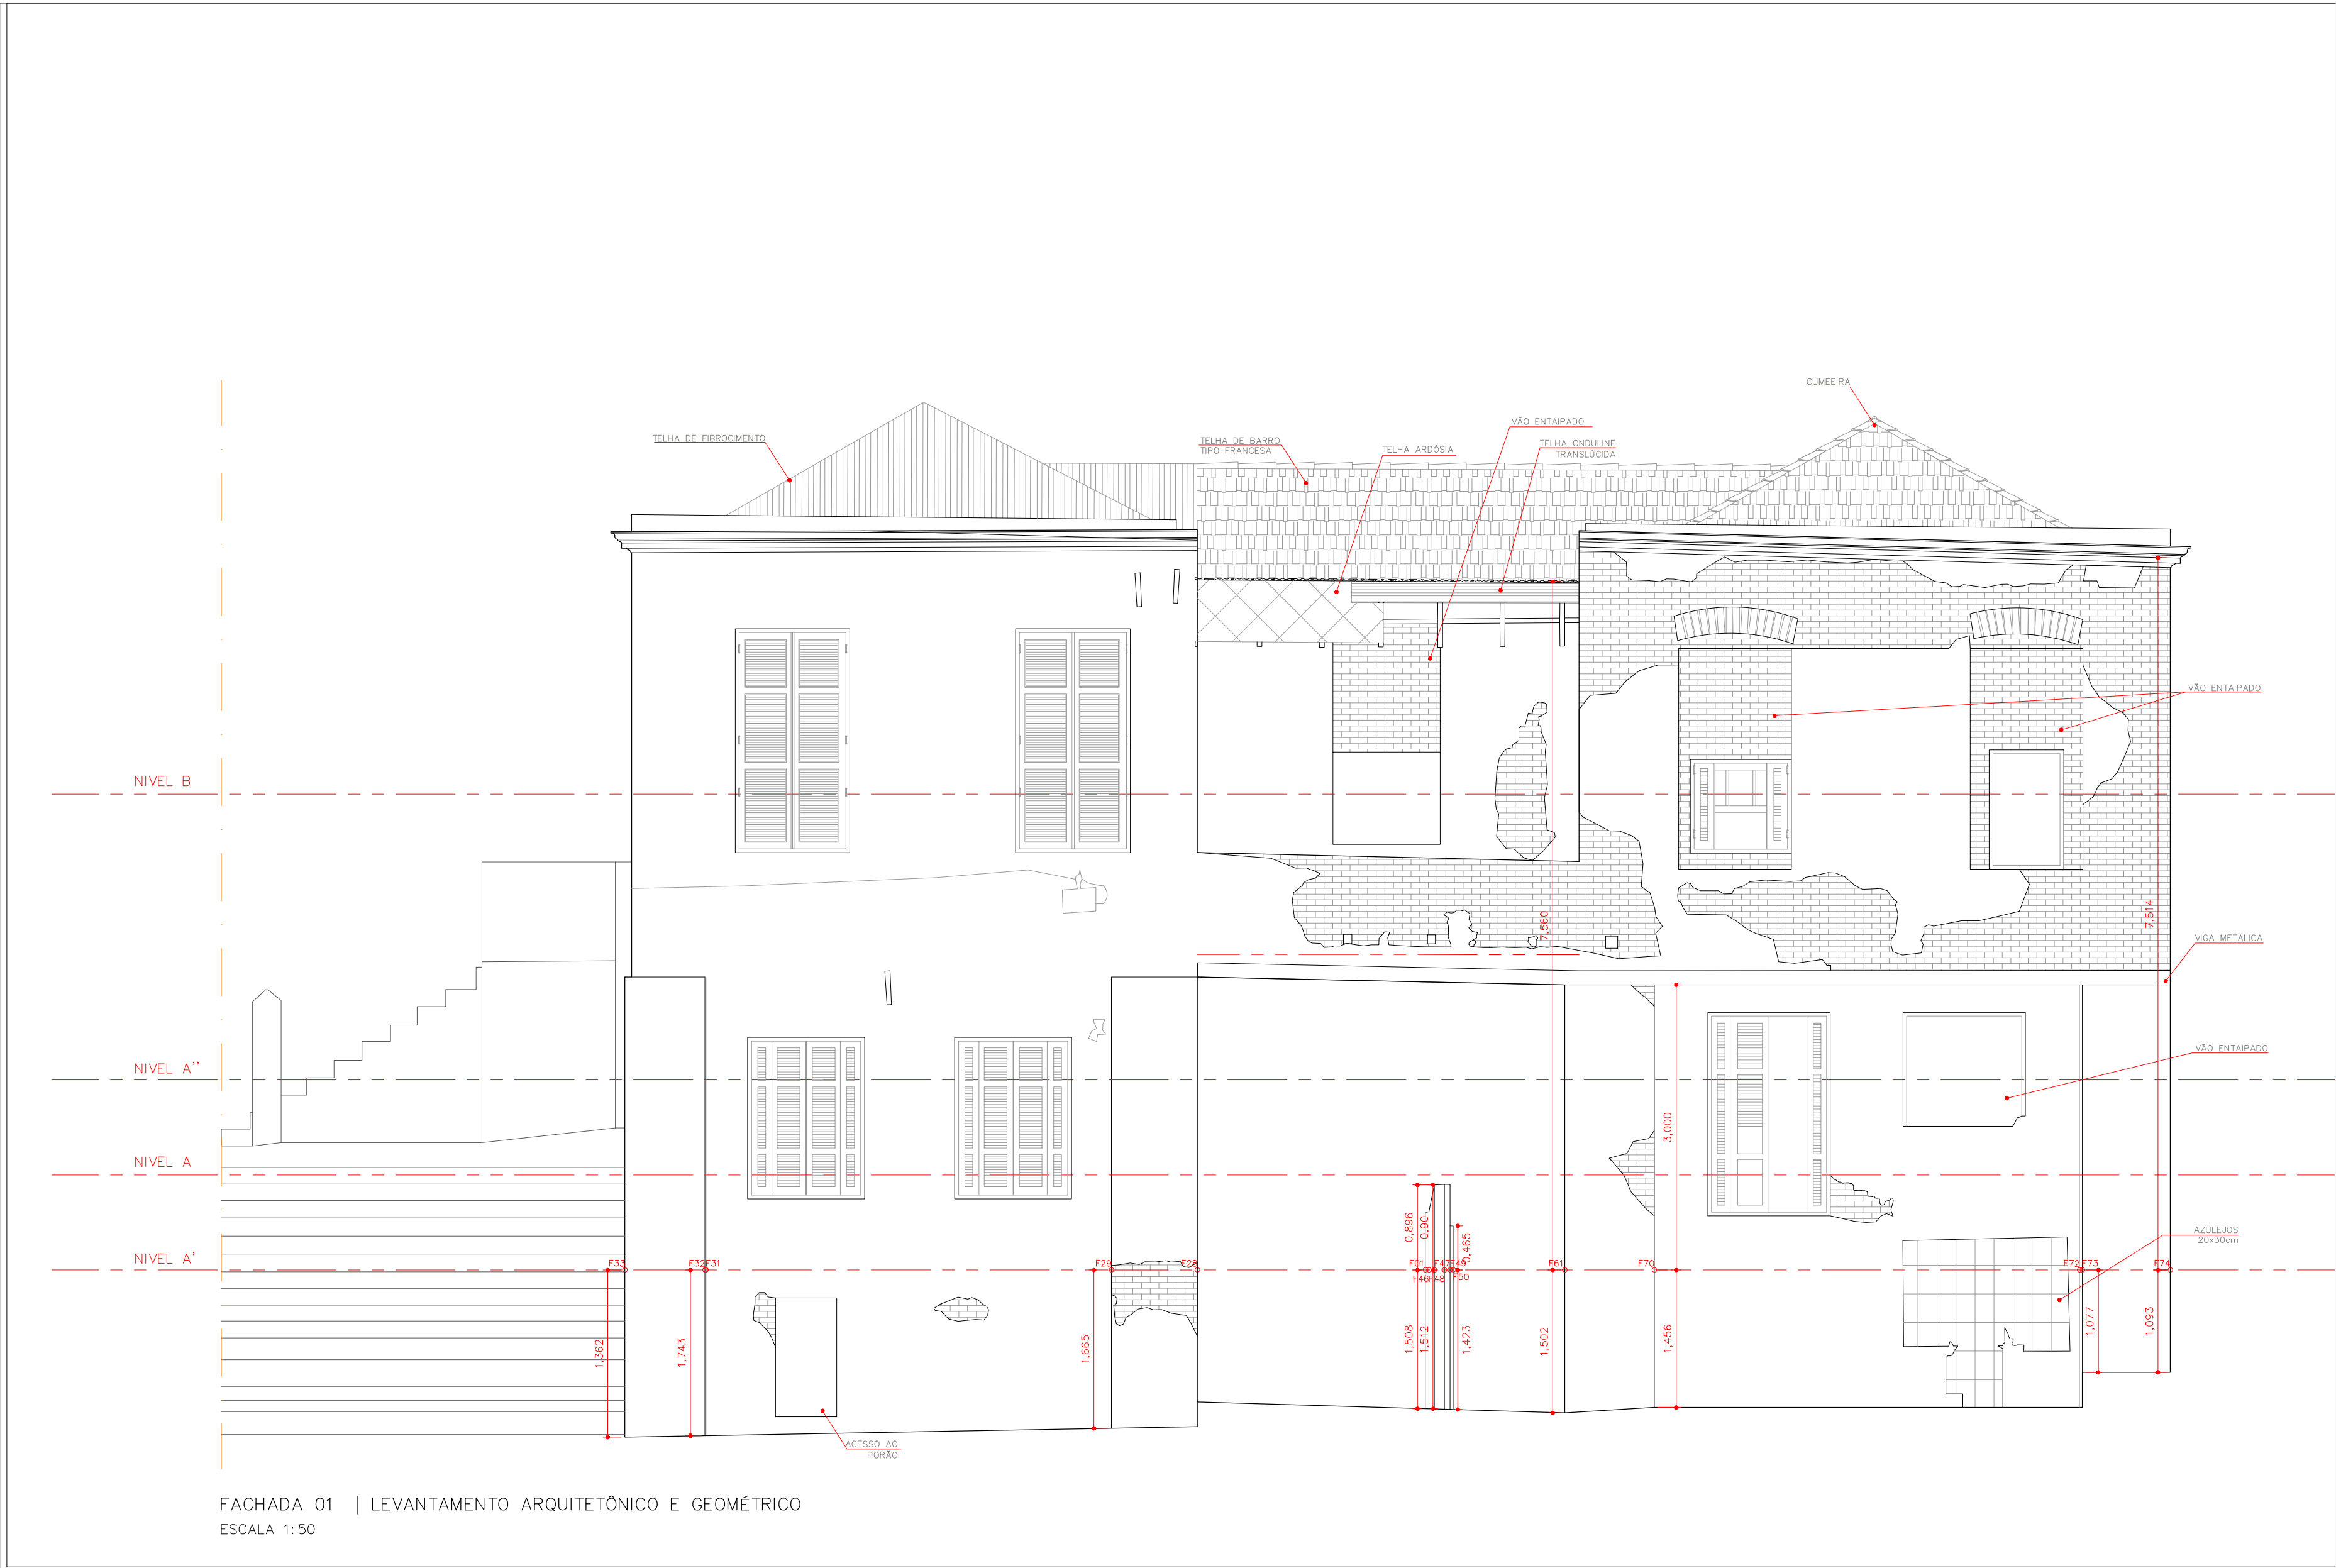 CUMEEIRA
VÃO ENTAIPADO
TELHA DE FIBROCIMENTO
TELHA DE BARRO
TIPO FRANCESA
TELHA ARDÓSIA
TELHA ONDULINE
TRANSLÚCIDA
VÃO ENTAIPADO
NIVEL B
7,560
7,514
VIGA METÁLICA
VÃO ENTAIPADO
NIVEL A''
3,000
NIVEL A
0,896
0,90
0,465
AZULEJOS
20x30cm
NIVEL A'
F33
F32
F31
F29
F28
F01
F47
F49
F61
F70
F72
F73
F74
F46
F48
F50
1,362
1,743
1,665
1,508
1,512
1,423
1,502
1,456
1,077
1,093
ACESSO AO
PORÃO
FACHADA 01 | LEVANTAMENTO ARQUITETÔNICO E GEOMÉTRICO
ESCALA 1:50